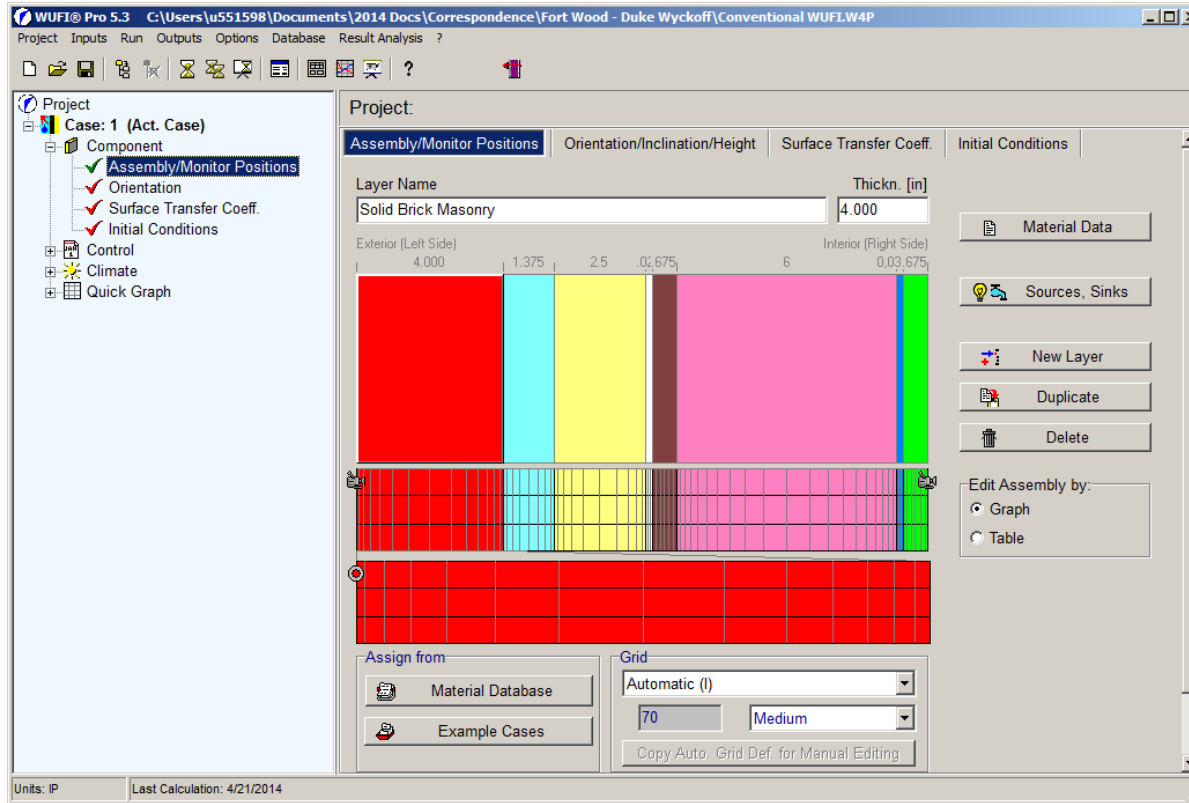 WUFI® Pro 5.3 C:\Users\u551598\Documents\2014 Docs\Correspondence\Fort Wood - Duke Wyckoff\Conventional WUFI.W4P
Project Inputs Run Outputs Options Database Result Analysis ?
Project
Case: 1 (Act. Case)
Component
Assembly/Monitor Positions
Orientation
Surface Transfer Coeff.
Initial Conditions
Control
Climate
Quick Graph
Project:
Assembly/Monitor Positions Orientation/Inclination/Height Surface Transfer Coeff. Initial Conditions
Layer Name Thickn. [in]
Solid Brick Masonry 4.000
Exterior (Left Side) Interior (Right Side)
4.000 1.375 2.5 6
Material Data
Sources, Sinks
New Layer
Duplicate
Delete
Edit Assembly by:
Graph
Table
Assign from
Material Database
Example Cases
Grid
Automatic (I)
70 Medium
Copy Auto. Grid Def. for Manual Editing
Units: IP Last Calculation: 4/21/2014